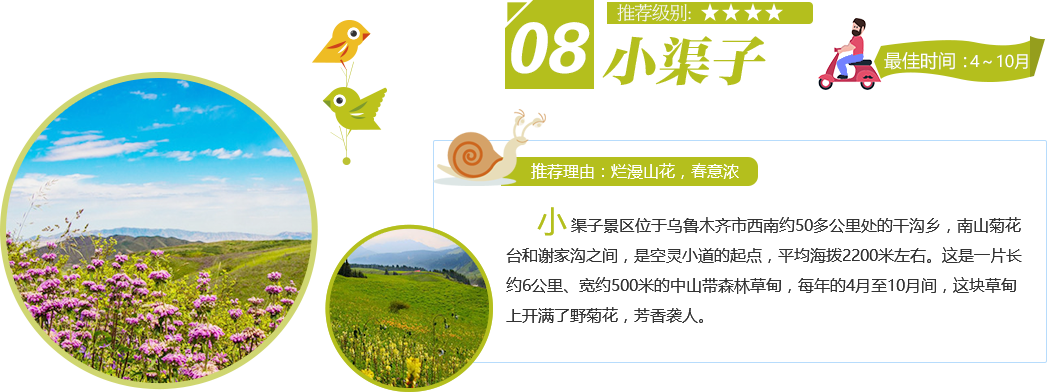 08
推荐级别: ★★★★
小渠子
最佳时间：4～10月
推荐理由：烂漫山花，春意浓
小渠子景区位于乌鲁木齐市西南约50多公里处的干沟乡，南山菊花
台和谢家沟之间，是空灵小道的起点，平均海拨2200米左右。这是一片长
约6公里、宽约500米的中山带森林草甸，每年的4月至10月间，这块草甸
上开满了野菊花，芳香袭人。